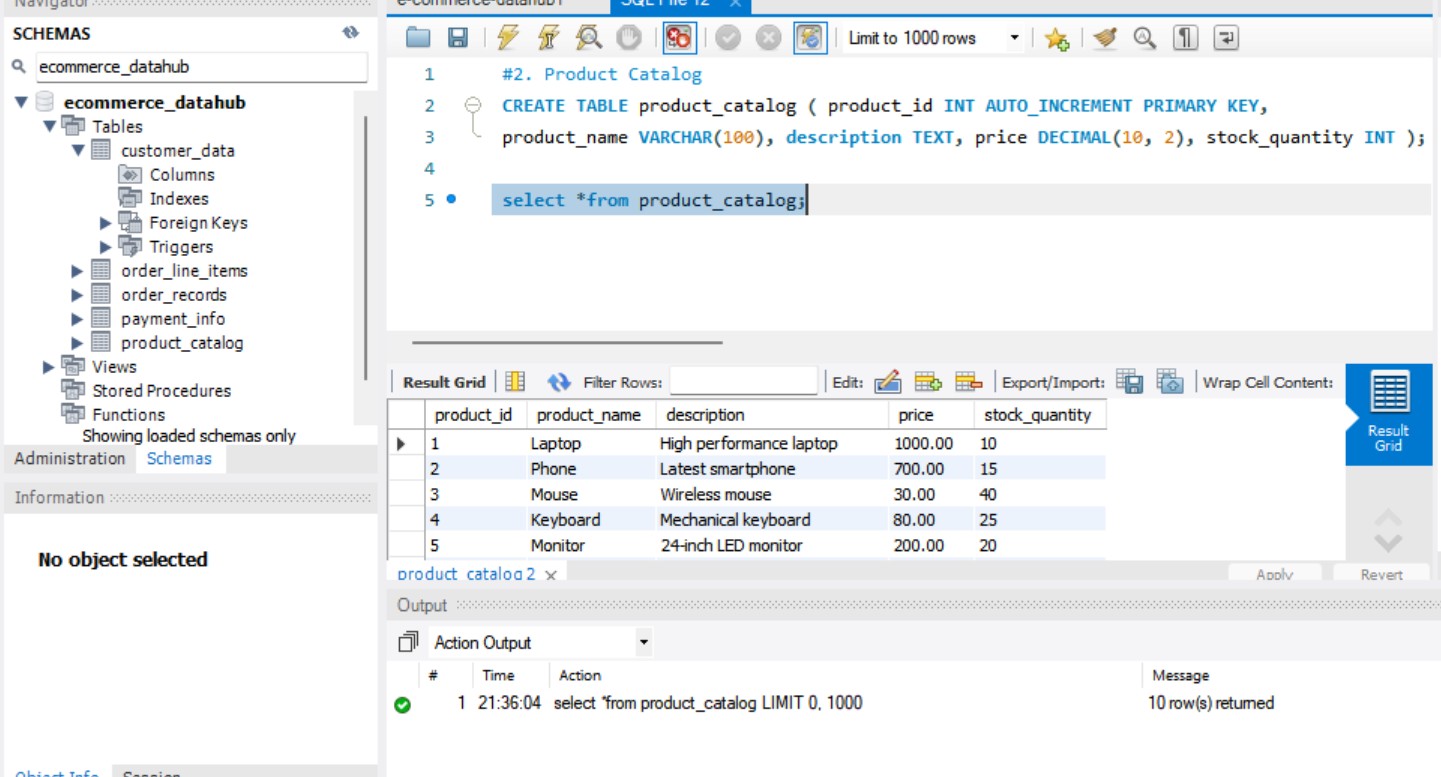 Navigator
SCHEMAS
ecommerce_datahub
ecommerce_datahub
Tables
customer_data
Columns
Indexes
Foreign Keys
Triggers
order_line_items
order_records
payment_info
product_catalog
Views
Stored Procedures
Functions
Showing loaded schemas only
Administration Schemas
Information
No object selected
Object Info Session
e-commerce-datahub1 SQL File 12
Limit to 1000 rows
1 #2. Product Catalog
2 CREATE TABLE product_catalog ( product_id INT AUTO_INCREMENT PRIMARY KEY,
3 product_name VARCHAR(100), description TEXT, price DECIMAL(10, 2), stock_quantity INT );
4
5 select *from product_catalog;
Result Grid Filter Rows: Edit: Export/Import: Wrap Cell Content:
product_id product_name description price stock_quantity
1 Laptop High performance laptop 1000.00 10
2 Phone Latest smartphone 700.00 15
3 Mouse Wireless mouse 30.00 40
4 Keyboard Mechanical keyboard 80.00 25
5 Monitor 24-inch LED monitor 200.00 20
Result
Grid
product_catalog 2 Apply Revert
Output
Action Output
# Time Action Message
1 21:36:04 select *from product_catalog LIMIT 0, 1000 10 row(s) returned